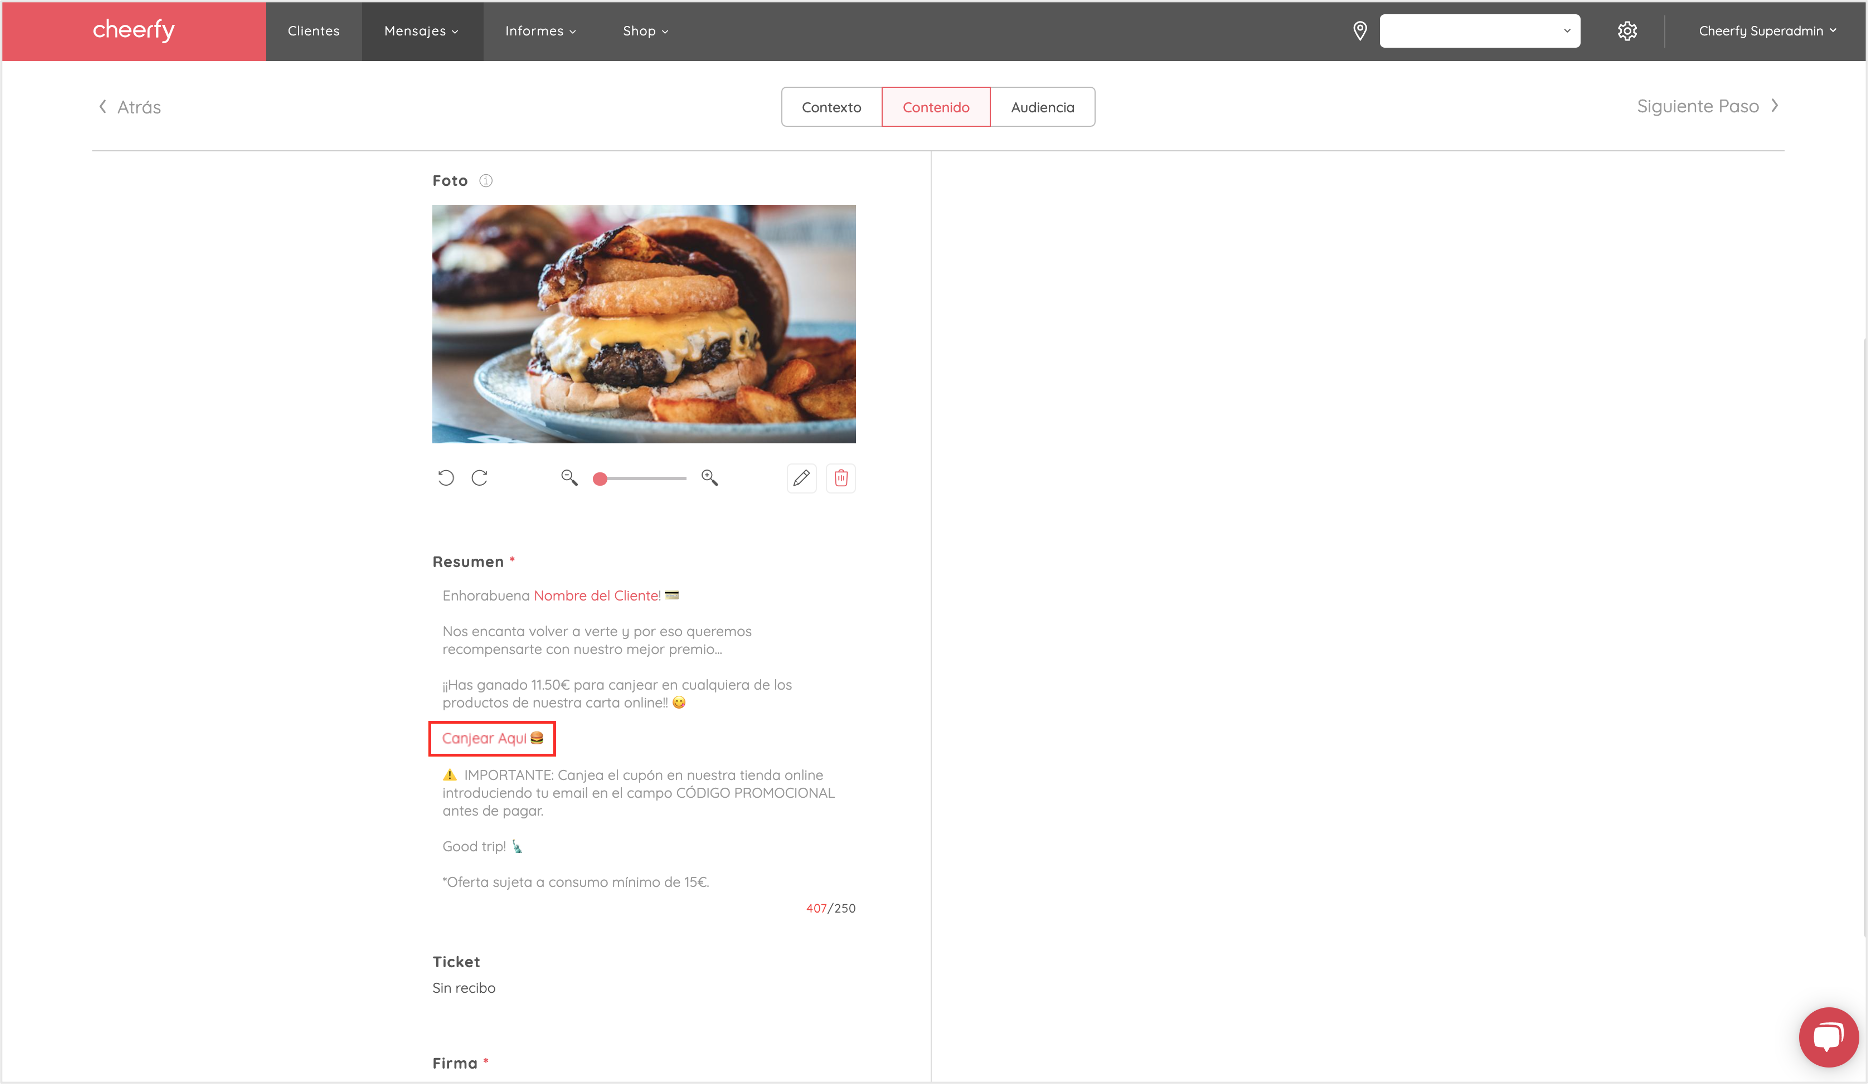 cheerfy
Clientes
Mensajes
Informes
Shop
Cheerfy Superadmin
Atrás
Contexto
Contenido
Audiencia
Siguiente Paso
Foto
Resumen *
Enhorabuena Nombre del Cliente! 💳
Nos encanta volver a verte y por eso queremos
recompensarte con nuestro mejor premio...
¡¡Has ganado 11.50€ para canjear en cualquiera de los
productos de nuestra carta online!! 😋
Canjear Aquí 🍔
⚠️ IMPORTANTE: Canjea el cupón en nuestra tienda online
introduciendo tu email en el campo CÓDIGO PROMOCIONAL
antes de pagar.
Good trip! 🗽
*Oferta sujeta a consumo mínimo de 15€.
407/250
Ticket
Sin recibo
Firma *